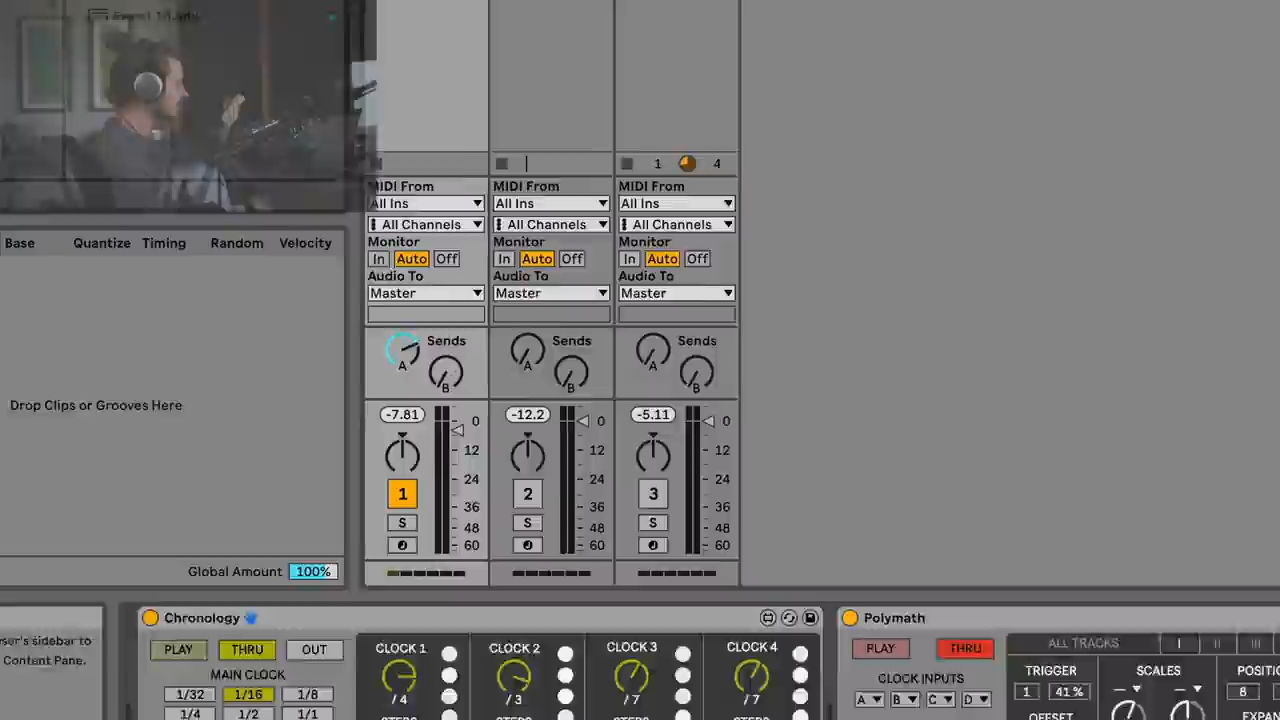 1 4
MIDI From MIDI From MIDI From
All Ins All Ins All Ins
All Channels All Channels All Channels
Monitor Monitor Monitor
In Auto Off In Auto Off In Auto Off
Audio To Audio To Audio To
Master Master Master
Base Quantize Timing Random Velocity
Sends Sends Sends
A B A B A B
-7.81 -12.2 -5.11
0 0 0
12 12 12
24 24 24
1 2 3
36 36 36
S S S
48 48 48
60 60 60
Drop Clips or Grooves Here
Global Amount 100%
ser's sidebar to
Content Pane.
Chronology
PLAY THRU OUT
MAIN CLOCK
1/32 1/16 1/8
1/4 1/2 1/1
CLOCK 1 CLOCK 2 CLOCK 3 CLOCK 4
/ 4 / 3 / 7 / 7
Polymath
PLAY THRU
CLOCK INPUTS
A B C D
ALL TRACKS I II III
TRIGGER SCALES POSITIO
1 41% 8
OFFSET EXPAN